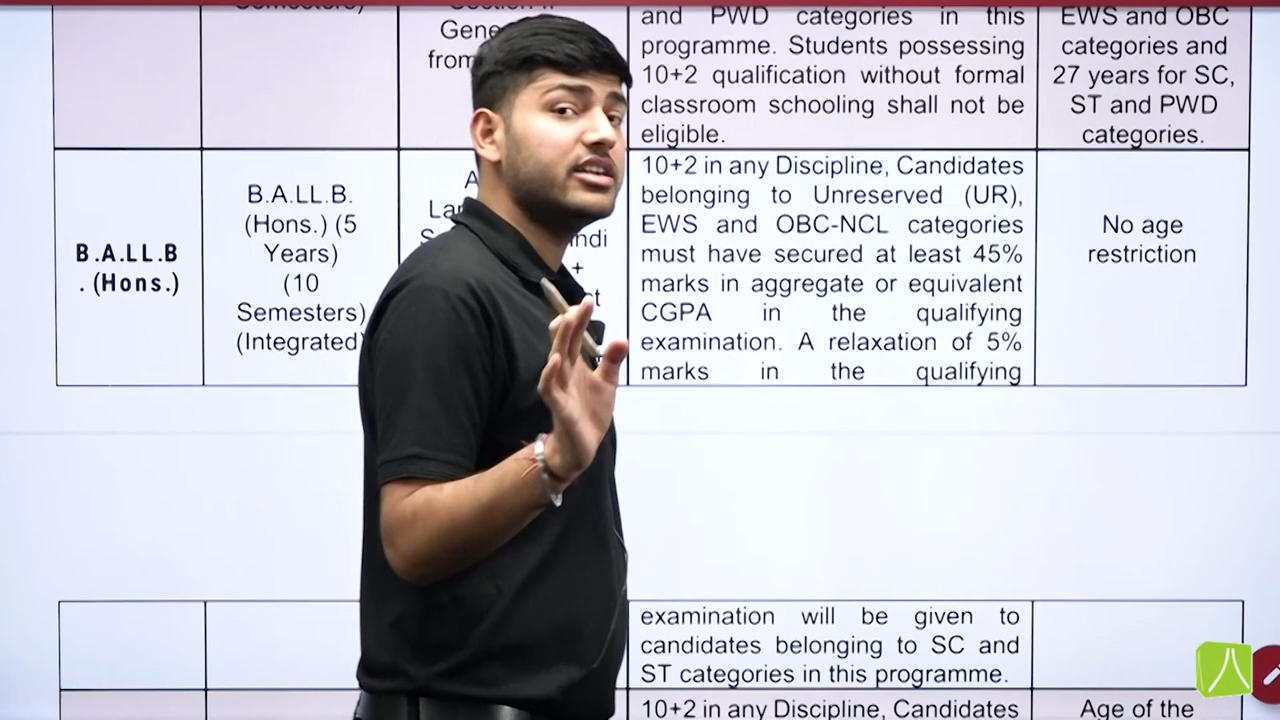 Semesters)
Gene
from
and PWD categories in this
programme. Students possessing
10+2 qualification without formal
classroom schooling shall not be
eligible.
EWS and OBC
categories and
27 years for SC,
ST and PWD
categories.
B.A.LL.B
. (Hons.)
B.A.LL.B.
(Hons.) (5
Years)
(10
Semesters)
(Integrated)
A
La
S
ndi
+
t
10+2 in any Discipline, Candidates
belonging to Unreserved (UR),
EWS and OBC-NCL categories
must have secured at least 45%
marks in aggregate or equivalent
CGPA in the qualifying
examination. A relaxation of 5%
marks in the qualifying
No age
restriction
examination will be given to
candidates belonging to SC and
ST categories in this programme.
10+2 in any Discipline, Candidates
Age of the